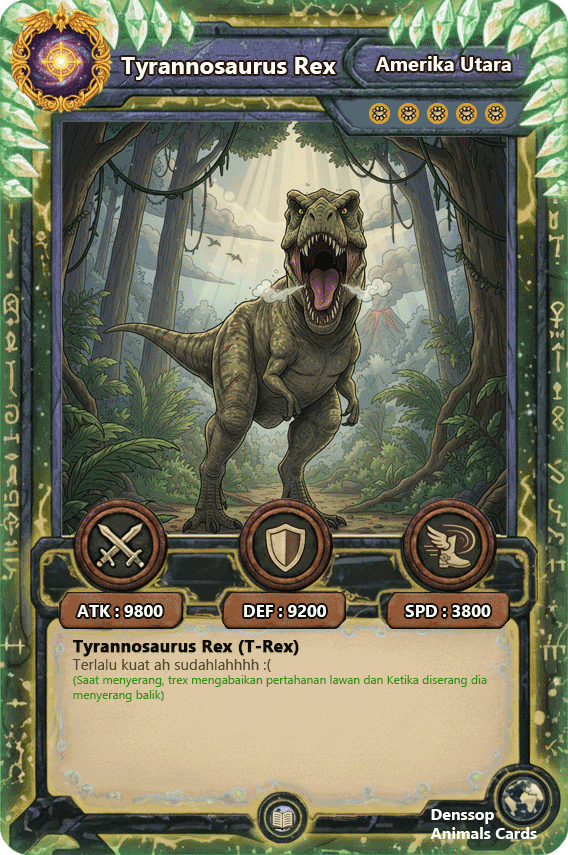 Tyrannosaurus Rex
Amerika Utara
ATK : 9800
DEF : 9200
SPD : 3800
Tyrannosaurus Rex (T-Rex)
Terlalu kuat ah sudahlahhhh :(
(Saat menyerang, trex mengabaikan pertahanan lawan dan Ketika diserang dia
menyerang balik)
Denssop
Animals Cards